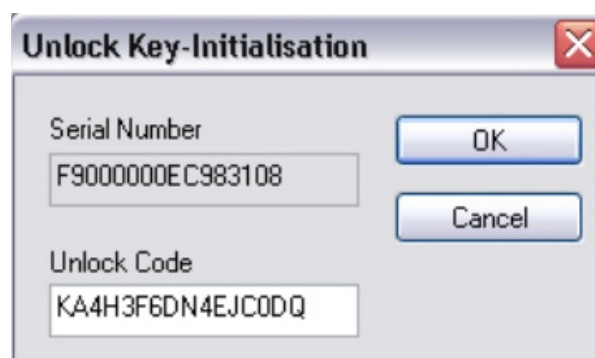 Unlock Key-Initialisation
Serial Number
OK
F9000000EC983108
Cancel
Unlock Code
KA4H3F6DN4EJC0DQ